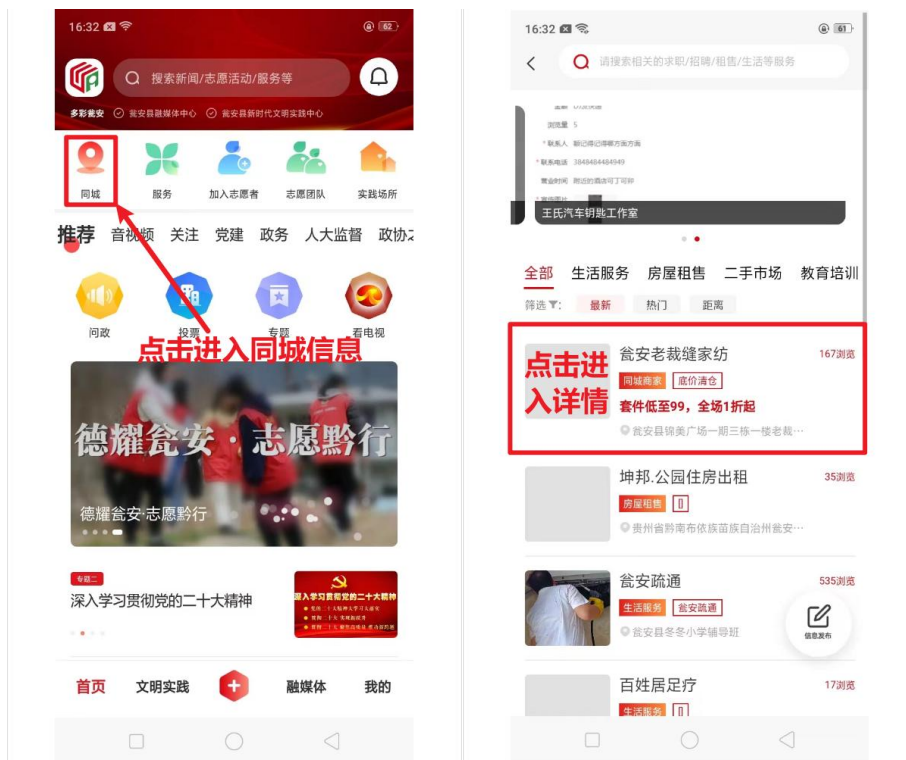 16:32
62
搜索新闻/志愿活动/服务等
多彩瓮安
瓮安县融媒体中心
瓮安县新时代文明实践中心
同城
服务
加入志愿者
志愿团队
实践场所
推荐
音视频
关注
党建
政务
人大监督
政协
问政
投票
专题
看电视
点击进入同城信息
德耀瓮安·志愿黔行
德耀瓮安·志愿黔行
专题二
深入学习贯彻党的二十大精神
深入学习贯彻党的二十大精神
首页
文明实践
融媒体
我的
16:32
61
请搜索相关的求职/招聘/租售/生活等服务
浏览量 5
*联系人
*联系电话 3848484484949
营业时间 附近的酒店可丁可卯
王氏汽车钥匙工作室
全部
生活服务
房屋租售
二手市场
教育培训
筛选
最新
热门
距离
点击进
入详情
瓮安老裁缝家纺
167浏览
同城商家
底价清仓
套件低至99，全场1折起
瓮安县锦美广场一期三栋一楼老裁…
坤邦.公园住房出租
35浏览
房屋租售
[]
贵州省黔南布依族苗族自治州瓮安…
瓮安疏通
535浏览
生活服务
瓮安疏通
瓮安县冬冬小学辅导班
信息发布
百姓居足疗
17浏览
生活服务
[]